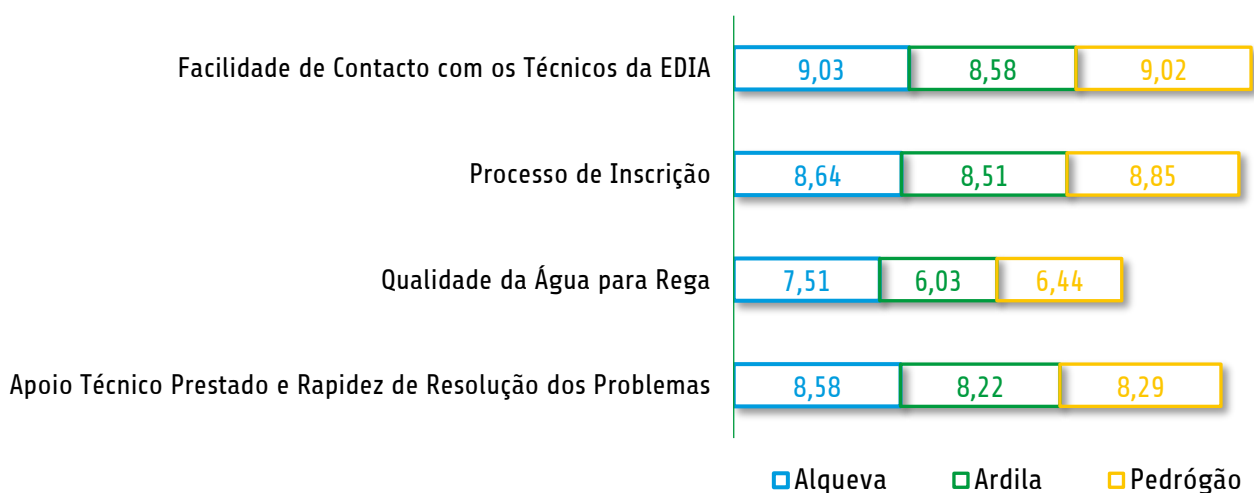 Facilidade de Contacto com os Técnicos da EDIA 9,03 8,58 9,02
Processo de Inscrição 8,64 8,51 8,85
Qualidade da Água para Rega 7,51 6,03 6,44
Apoio Técnico Prestado e Rapidez de Resolução dos Problemas 8,58 8,22 8,29
Alqueva Ardila Pedrógão